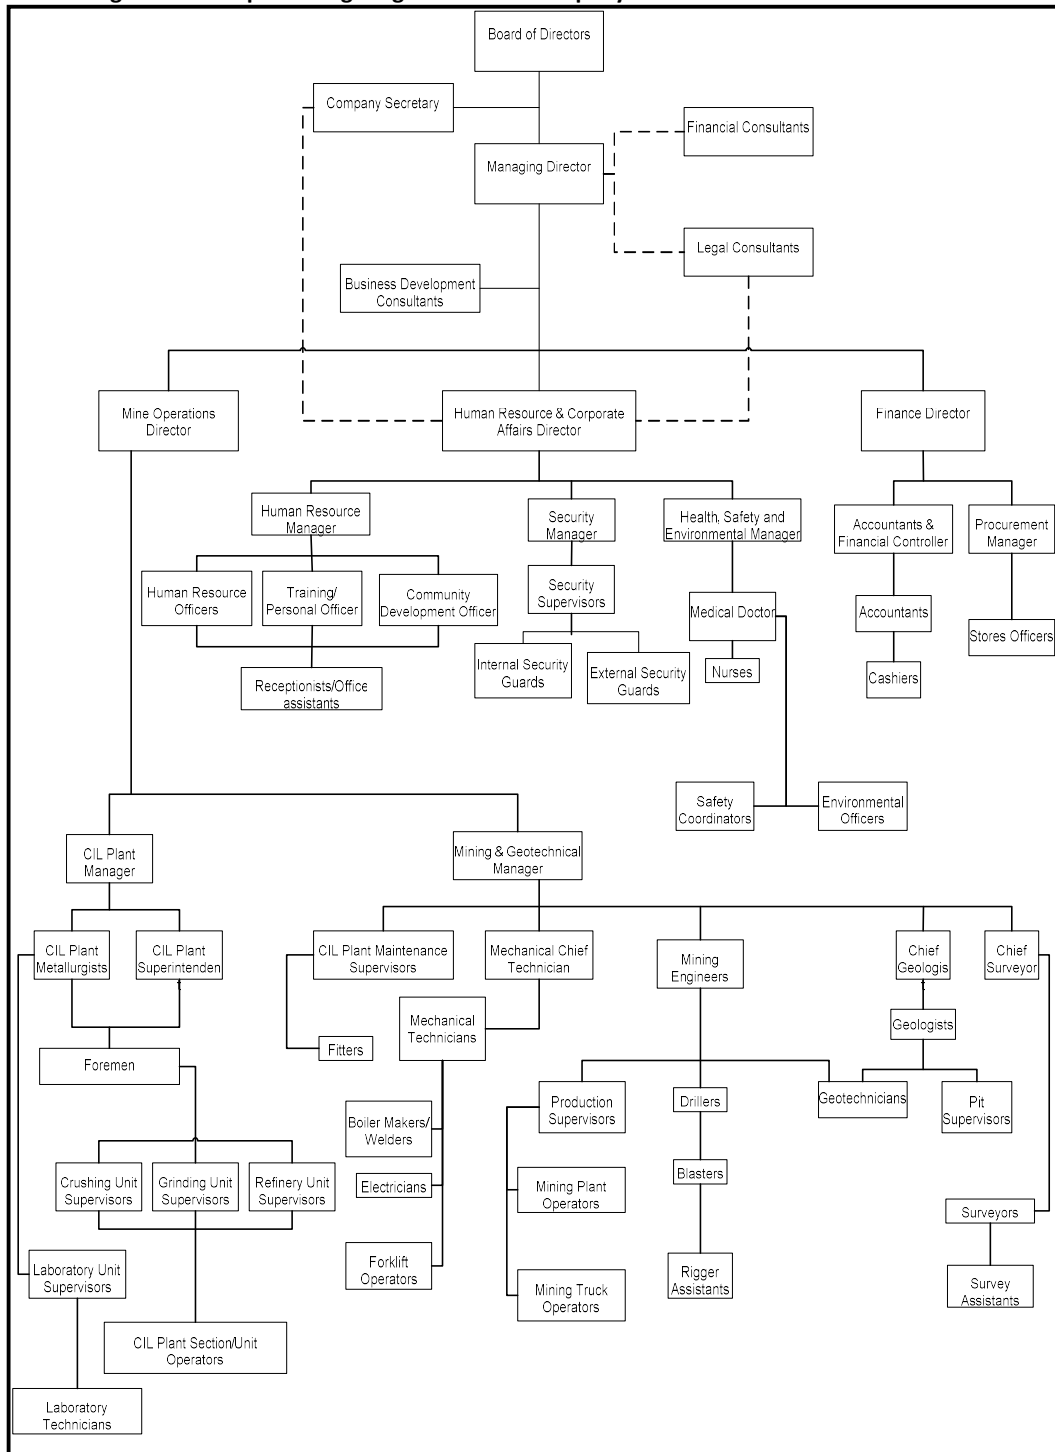 Board of Directors
Company Secretary
Financial Consultants
Managing Director
Legal Consultants
Business Development
Consultants
Mine Operations
Director
Human Resource & Corporate
Affairs Director
Finance Director
Human Resource
Manager
Security
Manager
Health, Safety and
Environmental Manager
Accountants &
Financial Controller
Procurement
Manager
Human Resource
Officers
Training/
Personal Officer
Community
Development Officer
Security
Supervisors
Medical Doctor
Accountants
Stores Officers
Receptionists/Office
assistants
Internal Security
Guards
External Security
Guards
Nurses
Cashiers
Safety
Coordinators
Environmental
Officers
CIL Plant
Manager
Mining & Geotechnical
Manager
CIL Plant
Metallurgists
CIL Plant
Superintenden
t
CIL Plant Maintenance
Supervisors
Mechanical Chief
Technician
Mining
Engineers
Chief
Geologis
t
Chief
Surveyor
Mechanical
Technicians
Geologists
Fitters
Foremen
Production
Supervisors
Drillers
Geotechnicians
Pit
Supervisors
Boiler Makers/
Welders
Crushing Unit
Supervisors
Grinding Unit
Supervisors
Refinery Unit
Supervisors
Electricians
Mining Plant
Operators
Blasters
Surveyors
Laboratory Unit
Supervisors
Forklift
Operators
Mining Truck
Operators
Rigger
Assistants
Survey
Assistants
CIL Plant Section/Unit
Operators
Laboratory
Technicians